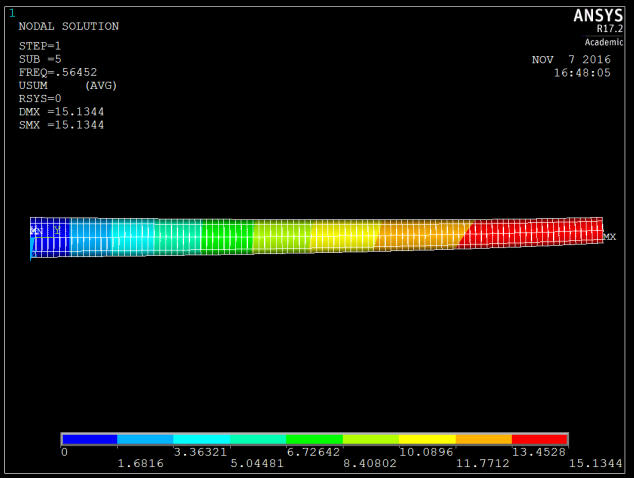 1
NODAL SOLUTION
STEP=1
SUB =5
FREQ=.56452
USUM (AVG)
RSYS=0
DMX =15.1344
SMX =15.1344
ANSYS
R17.2
Academic
NOV 7 2016
16:48:05
Y
MX
0 3.36321 6.72642 10.0896 13.4528
1.6816 5.04481 8.40802 11.7712 15.1344